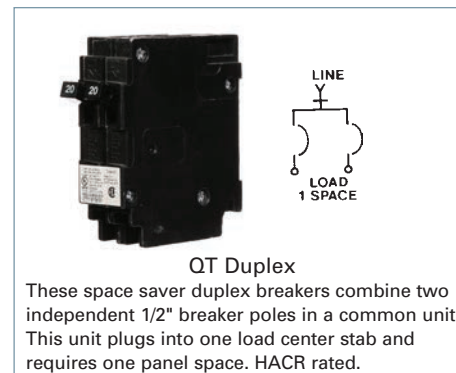 20 20
LINE
LOAD
1 SPACE
QT Duplex
These space saver duplex breakers combine two
independent 1/2" breaker poles in a common unit
This unit plugs into one load center stab and
requires one panel space. HACR rated.